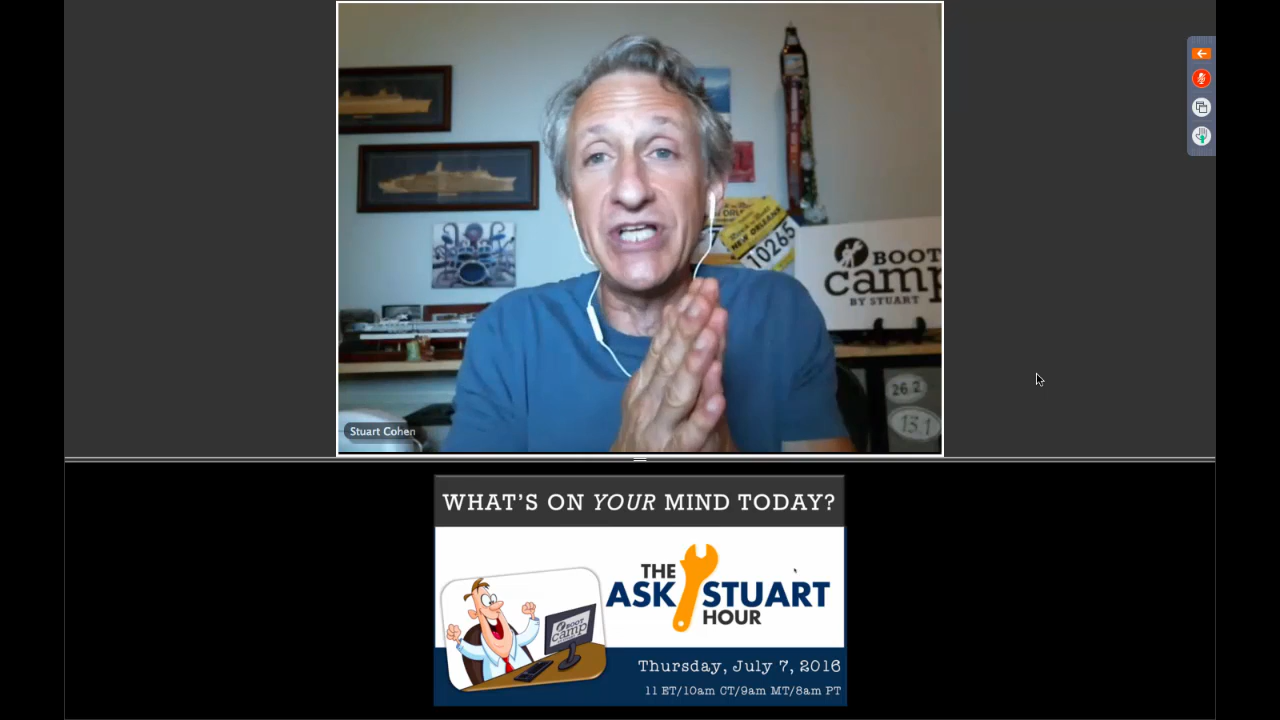 NEW ORLEANS
10265
BOOT
camp
BY STUART
26.2
13.1
Stuart Cohen
WHAT'S ON YOUR MIND TODAY?
THE
ASK STUART
HOUR
BOOT
camp
Thursday, July 7, 2016
11 ET/10am CT/9am MT/8am PT